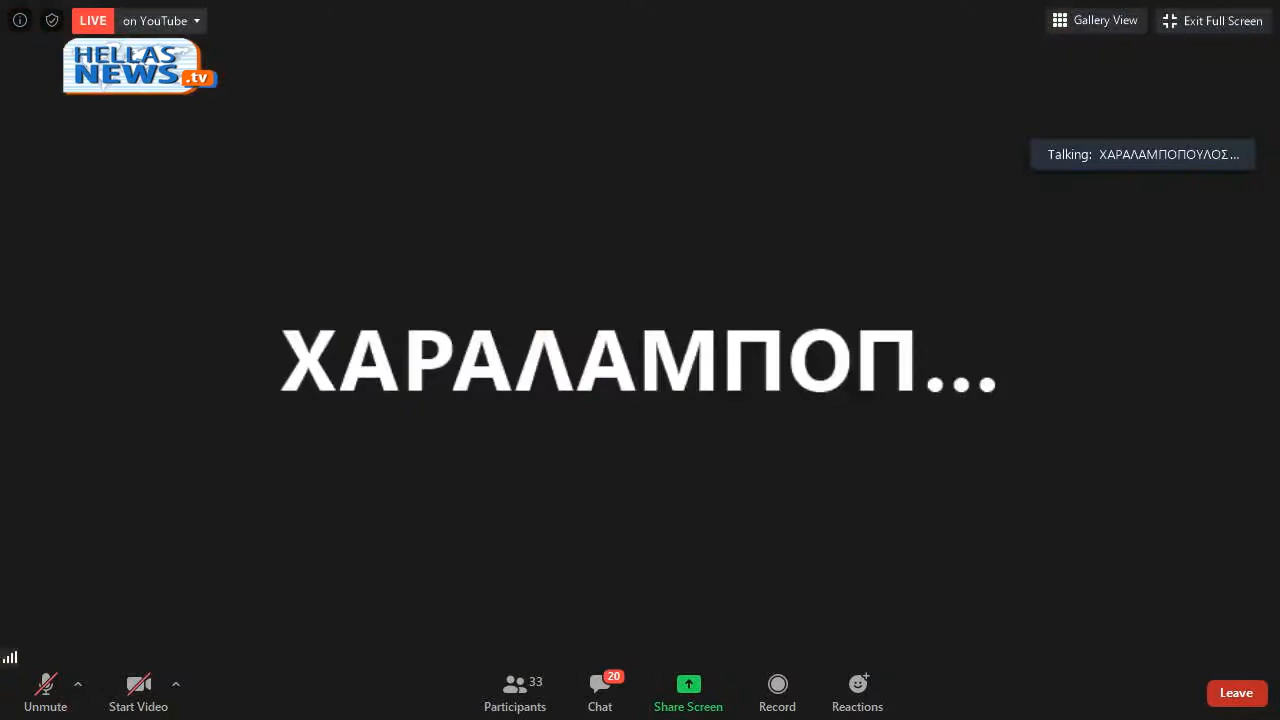 LIVE on YouTube
Gallery View
Exit Full Screen
HELLAS
NEWS
.tv
Talking: ΧΑΡΑΛΑΜΠΟΠΟΥΛΟΣ...
ΧΑΡΑΛΑΜΠΟΠ...
33
20
Unmute
Start Video
Participants
Chat
Share Screen
Record
Reactions
Leave